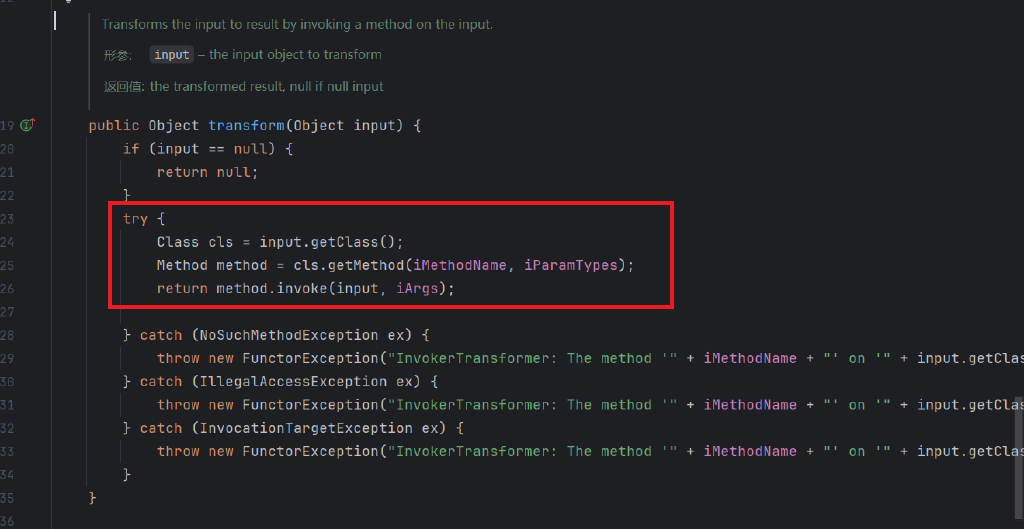 Transforms the input to result by invoking a method on the input.
形参: input – the input object to transform
返回值: the transformed result, null if null input
19 public Object transform(Object input) {
20 if (input == null) {
21 return null;
22 }
23 try {
24 Class cls = input.getClass();
25 Method method = cls.getMethod(iMethodName, iParamTypes);
26 return method.invoke(input, iArgs);
27
28 } catch (NoSuchMethodException ex) {
29 throw new FunctorException("InvokerTransformer: The method '" + iMethodName + "' on '" + input.getClas
30 } catch (IllegalAccessException ex) {
31 throw new FunctorException("InvokerTransformer: The method '" + iMethodName + "' on '" + input.getClas
32 } catch (InvocationTargetException ex) {
33 throw new FunctorException("InvokerTransformer: The method '" + iMethodName + "' on '" + input.getClas
34 }
35 }
36